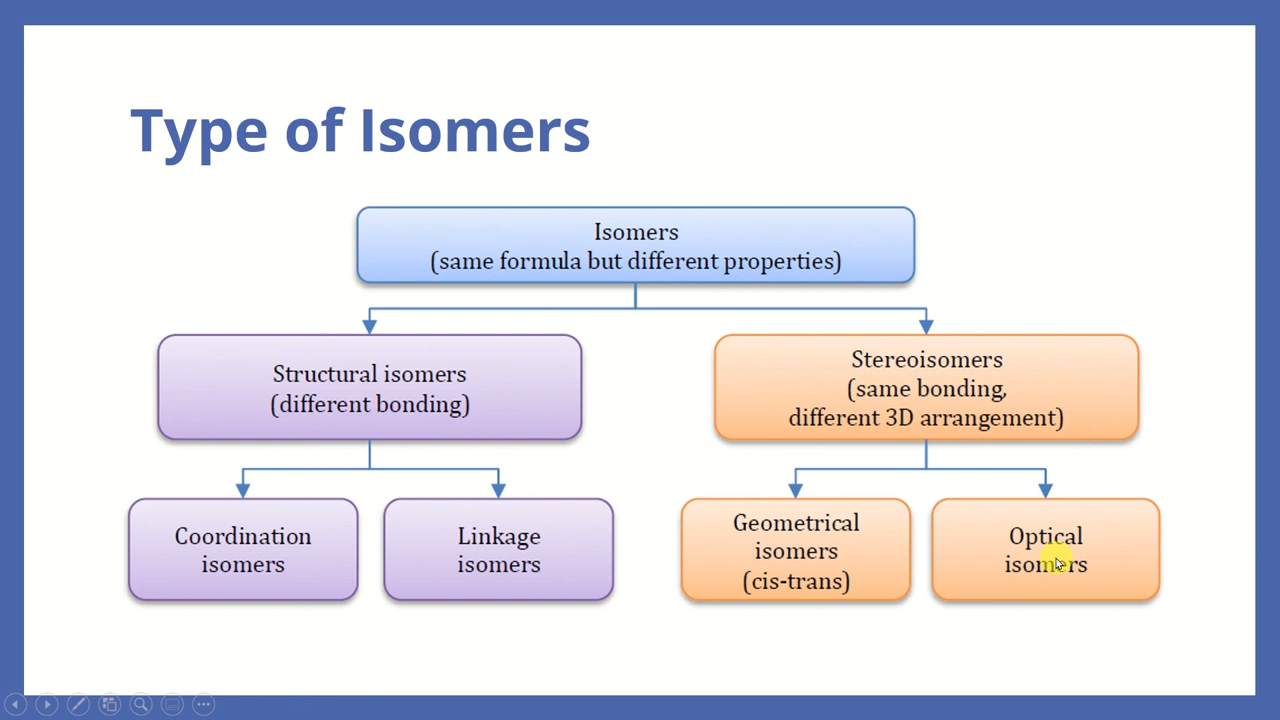 Type of Isomers
Isomers
(same formula but different properties)
Structural isomers
(different bonding)
Stereoisomers
(same bonding,
different 3D arrangement)
Coordination
isomers
Linkage
isomers
Geometrical
isomers
(cis-trans)
Optical
isomers